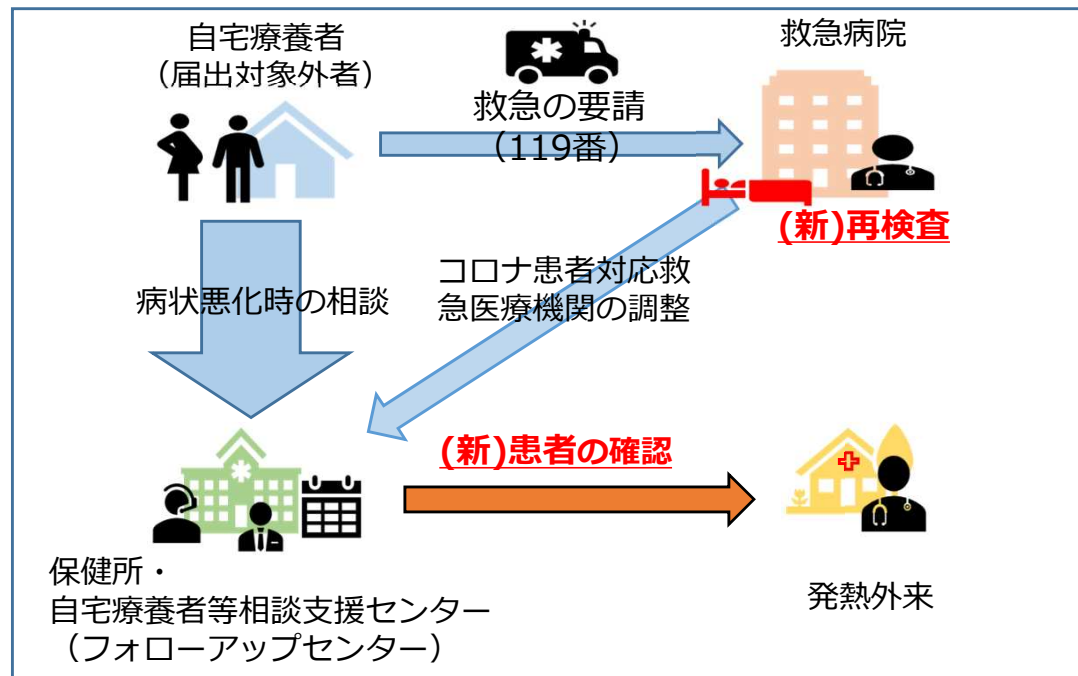 自宅療養者
（届出対象外者）
救急の要請
（119番）
救急病院
(新)再検査
病状悪化時の相談
コロナ患者対応救
急医療機関の調整
(新)患者の確認
保健所・
自宅療養者等相談支援センター
（フォローアップセンター）
発熱外来